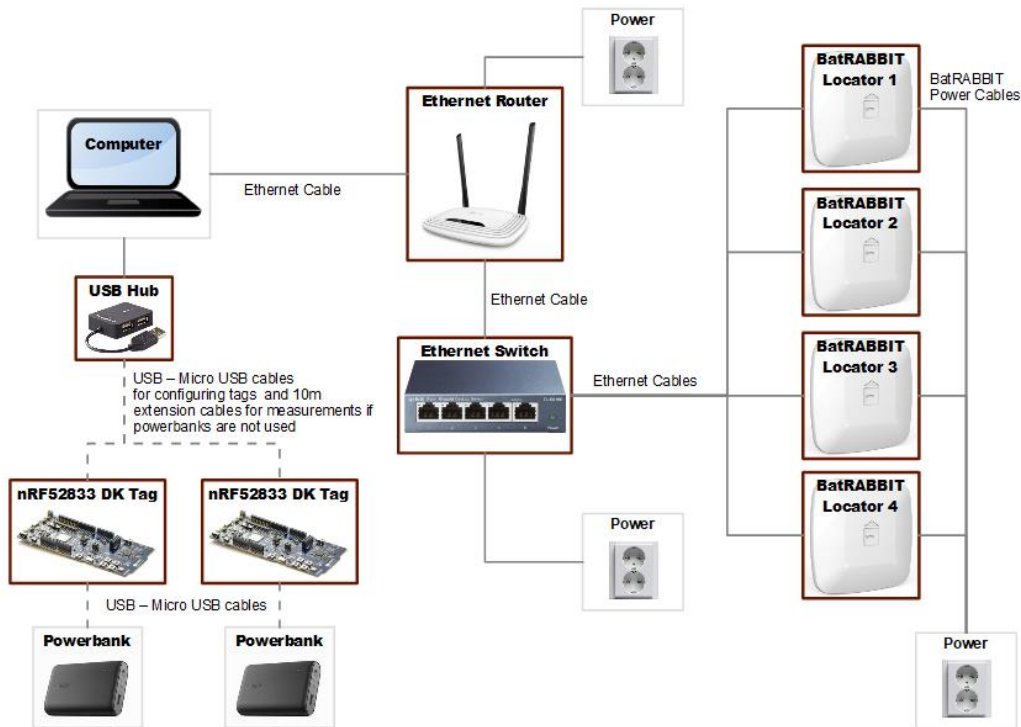 Power
BatRABBIT
Locator 1
BatRABBIT
Power Cables
Ethernet Router
Computer
Ethernet Cable
BatRABBIT
Locator 2
USB Hub
Ethernet Cable
Ethernet Switch
BatRABBIT
Locator 3
Ethernet Cables
USB – Micro USB cables
for configuring tags and 10m
extension cables for measurements if
powerbanks are not used
nRF52833 DK Tag
nRF52833 DK Tag
BatRABBIT
Locator 4
Power
USB – Micro USB cables
Powerbank
Powerbank
Power